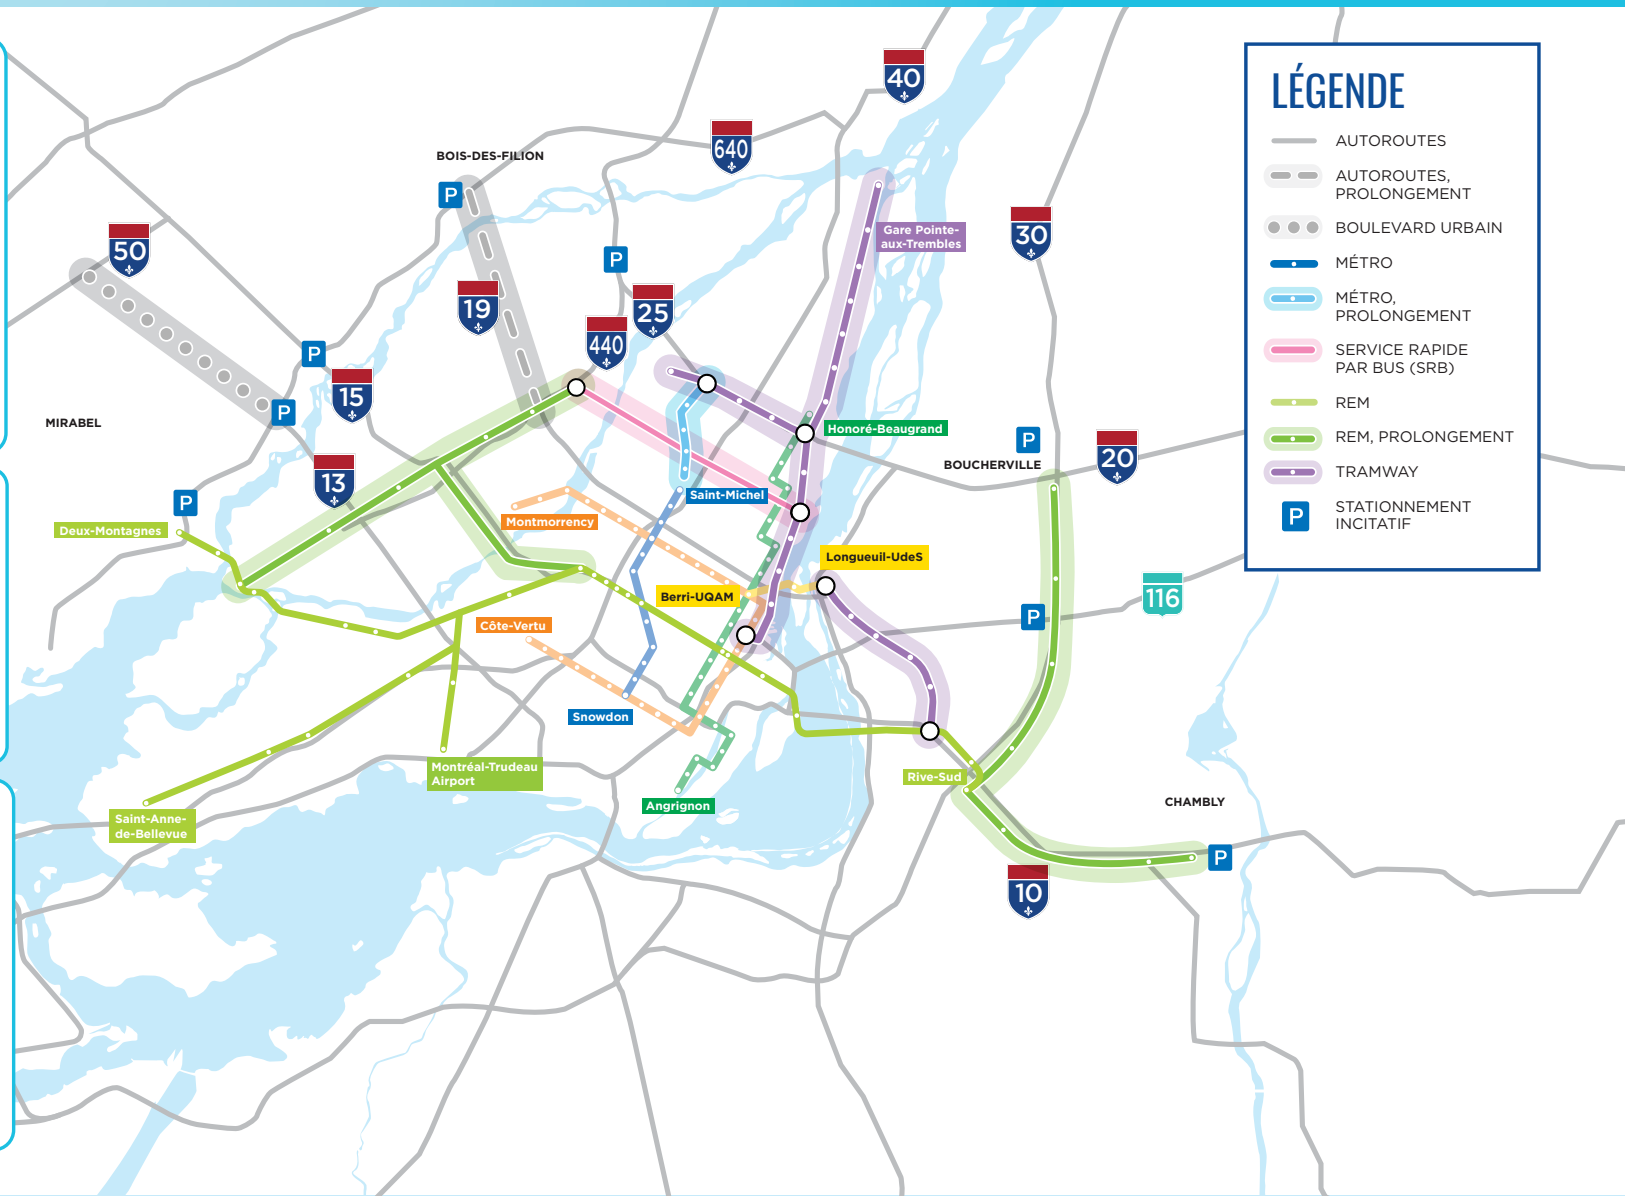 LÉGENDE
AUTOROUTES
AUTOROUTES,
PROLONGEMENT
BOULEVARD URBAIN
MÉTRO
MÉTRO,
PROLONGEMENT
SERVICE RAPIDE
PAR BUS (SRB)
REM
REM, PROLONGEMENT
TRAMWAY
P
STATIONNEMENT
INCITATIF
40
640
BOIS-DES-FILION
P
50
Gare Pointe-
aux-Trembles
30
P
19
25
440
P
15
P
MIRABEL
Honoré-Beaugrand
P
BOUCHERVILLE
20
13
P
Saint-Michel
Deux-Montagnes
Montmorrency
Longueuil-UdeS
Berri-UQAM
116
P
Côte-Vertu
Snowdon
Montréal-Trudeau
Airport
Rive-Sud
Angrignon
CHAMBLY
Saint-Anne-
de-Bellevue
P
10